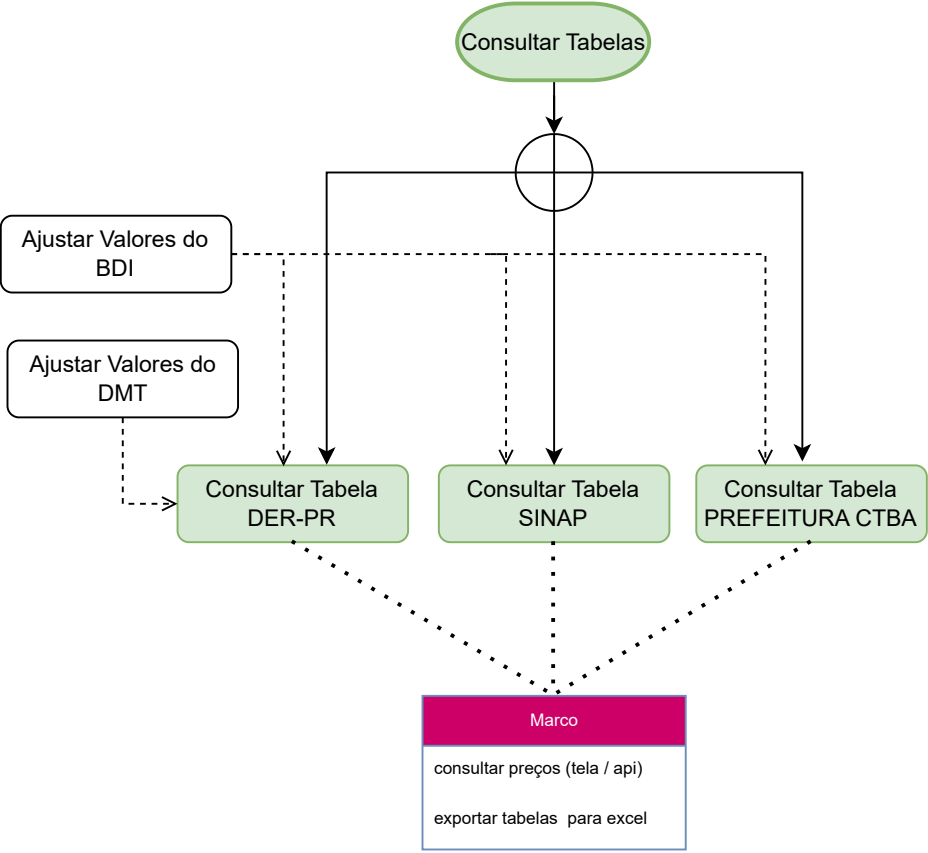 Consultar Tabelas
Ajustar Valores do
BDI
Ajustar Valores do
DMT
Consultar Tabela
DER-PR
Consultar Tabela
SINAP
Consultar Tabela
PREFEITURA CTBA
Marco
consultar preços (tela / api)
exportar tabelas  para excel